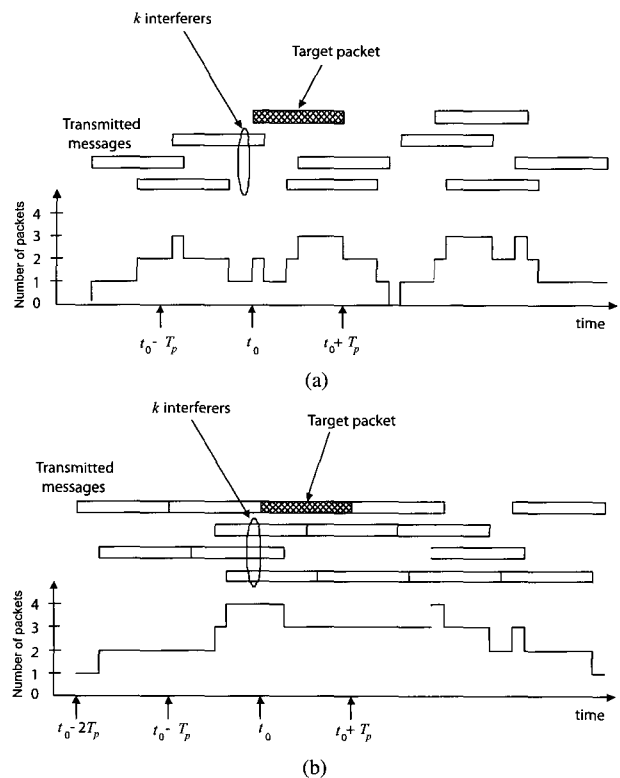 k interferers
Target packet
Transmitted
messages
Number of packets
4
3
2
1
0
time
t₀- Tₚ
t₀
t₀+ Tₚ
(a)
k interferers
Target packet
Transmitted
messages
Number of packets
4
3
2
1
0
time
t₀-2Tₚ
t₀- Tₚ
t₀
t₀+ Tₚ
(b)